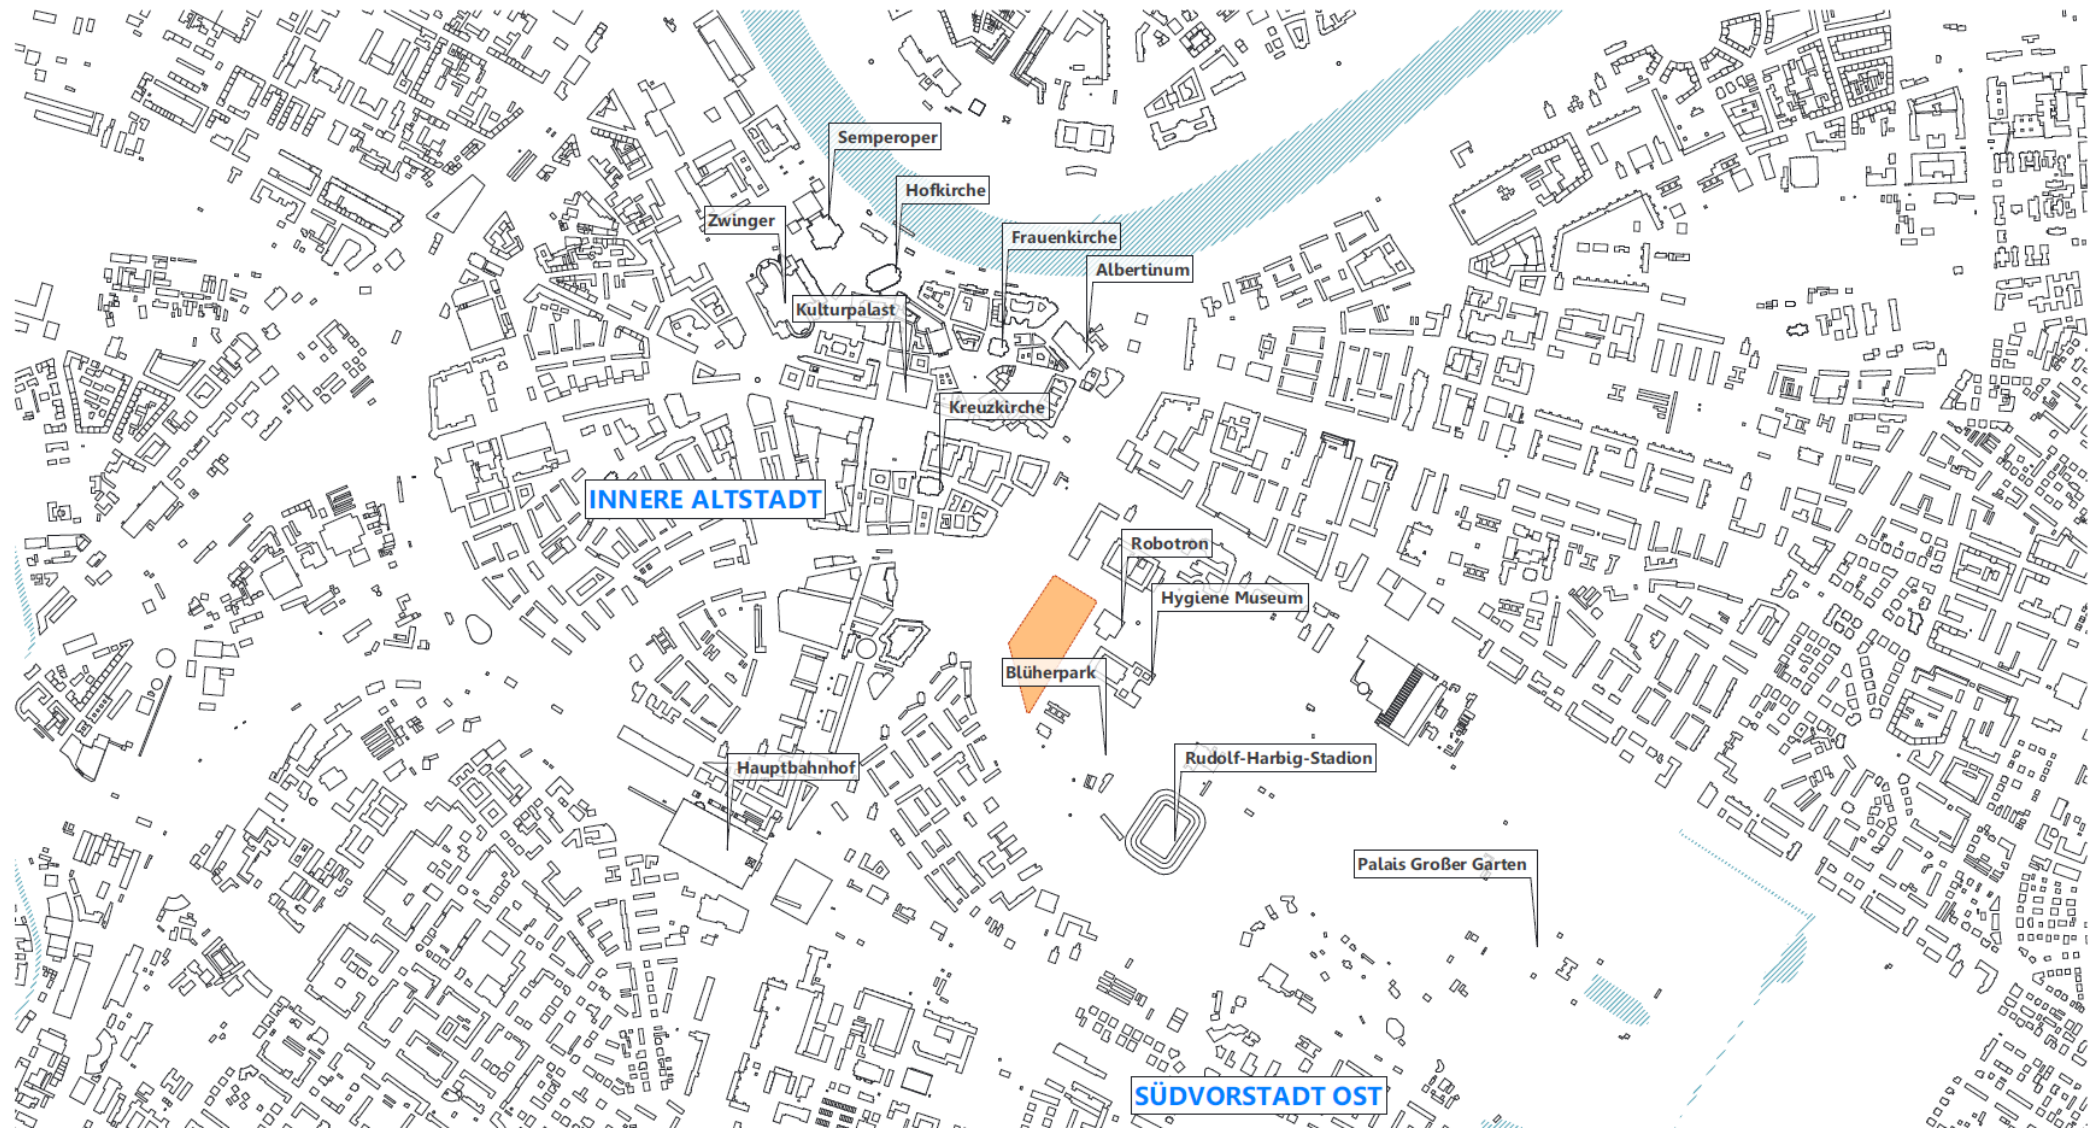 Semperoper
Hofkirche
Zwinger
Frauenkirche
Albertinum
Kulturpalast
Kreuzkirche
INNERE ALTSTADT
Robotron
Hygiene Museum
Blüherpark
Hauptbahnhof
Rudolf-Harbig-Stadion
Palais Großer Garten
SÜDVORSTADT OST